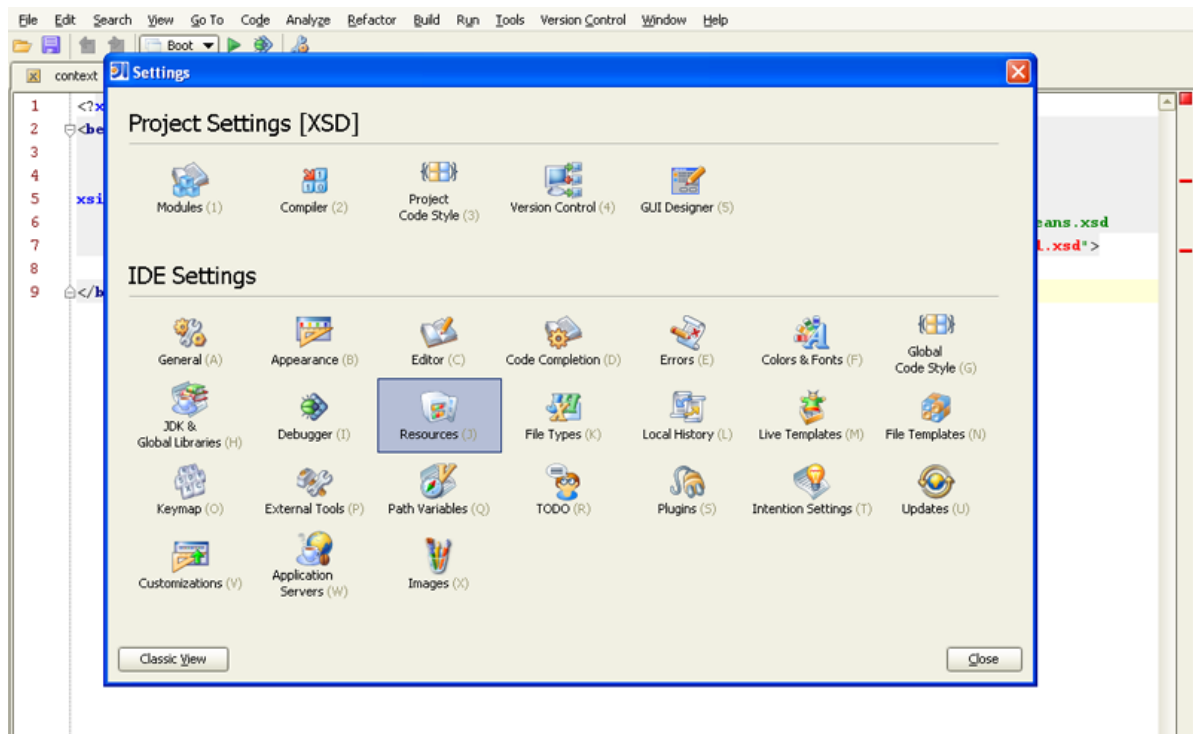 File Edit Search View Go To Code Analyze Refactor Build Run Tools Version Control Window Help
Boot
context
Settings
1 <?x
2 <be
3
4
5 xsi
6 eans.xsd
7 l.xsd">
8
9 </b
Project Settings [XSD]
Modules (1)
Compiler (2)
Project
Code Style (3)
Version Control (4)
GUI Designer (5)
IDE Settings
General (A)
Appearance (B)
Editor (C)
Code Completion (D)
Errors (E)
Colors & Fonts (F)
Global
Code Style (G)
JDK &
Global Libraries (H)
Debugger (I)
Resources (J)
File Types (K)
Local History (L)
Live Templates (M)
File Templates (N)
Keymap (O)
External Tools (P)
Path Variables (Q)
TODO (R)
Plugins (S)
Intention Settings (T)
Updates (U)
Customizations (V)
Application
Servers (W)
Images (X)
Classic View
Close